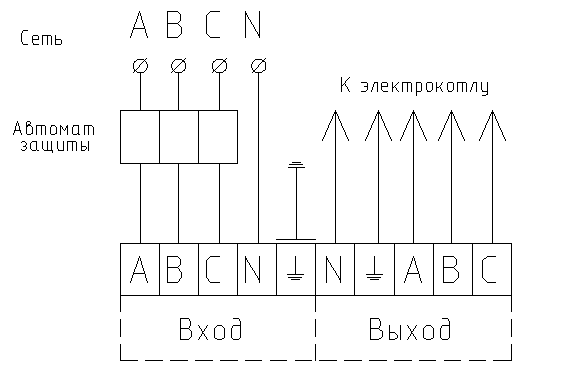 A B C N
Сеть
К электрокотлу
Автомат
защиты
A B C N N A B C
Вход Выход